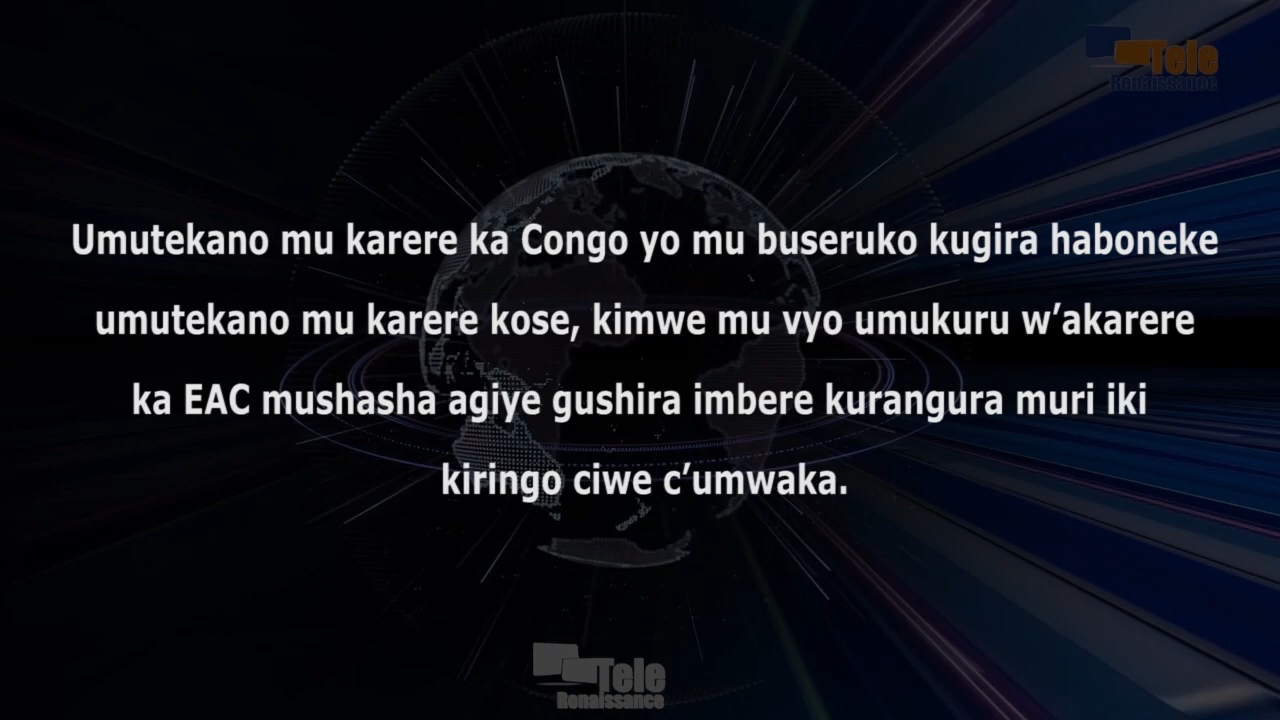 Tele
Renaissance
Umutekano mu karere ka Congo yo mu buseruko kugira haboneke
umutekano mu karere kose, kimwe mu vyo umukuru w’akarere
ka EAC mushasha agiye gushira imbere kurangura muri iki
kiringo ciwe c’umwaka.
Tele
Renaissance